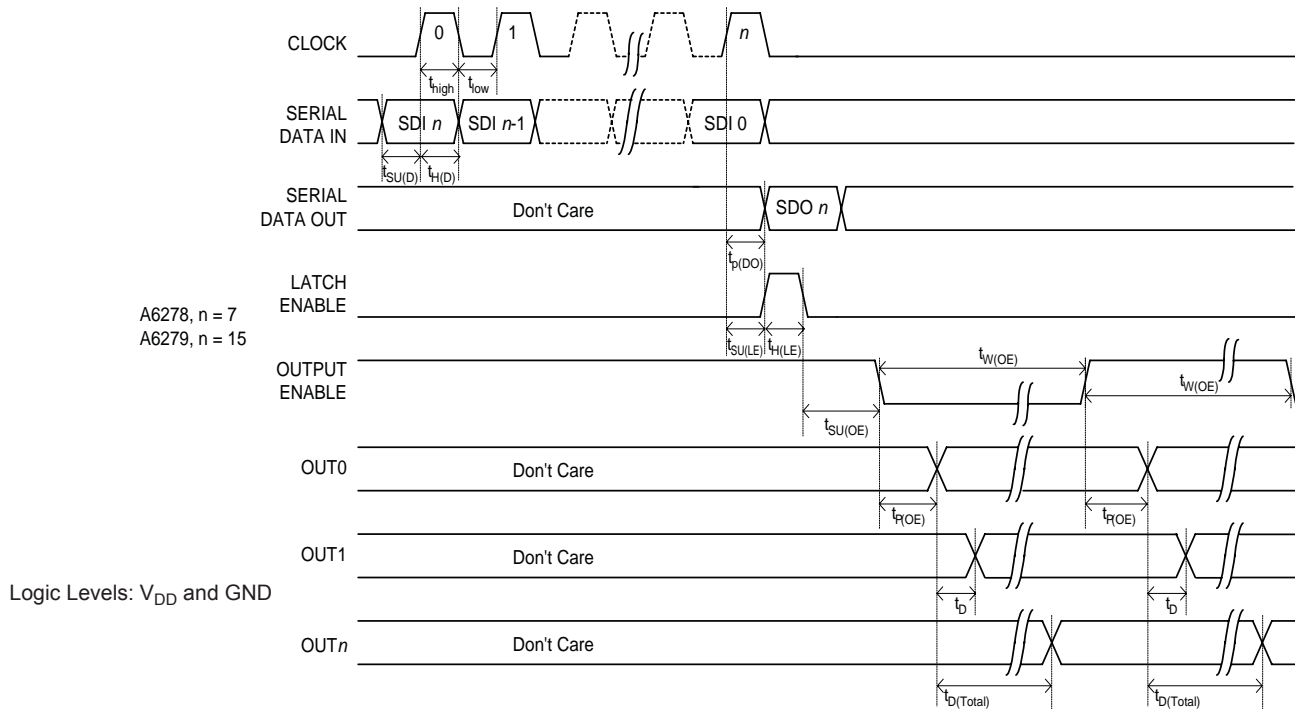 CLOCK
0
1
n
thigh
tlow
SERIAL
DATA IN
SDI n
SDI n-1
SDI 0
tSU(D)
tH(D)
SERIAL
DATA OUT
Don't Care
SDO n
tp(DO)
LATCH
ENABLE
A6278, n = 7
A6279, n = 15
tSU(LE)
tH(LE)
OUTPUT
ENABLE
tW(OE)
tW(OE)
tSU(OE)
OUT0
Don't Care
tP(OE)
tP(OE)
OUT1
Don't Care
Logic Levels: VDD and GND
tD
tD
OUTn
Don't Care
tD(Total)
tD(Total)